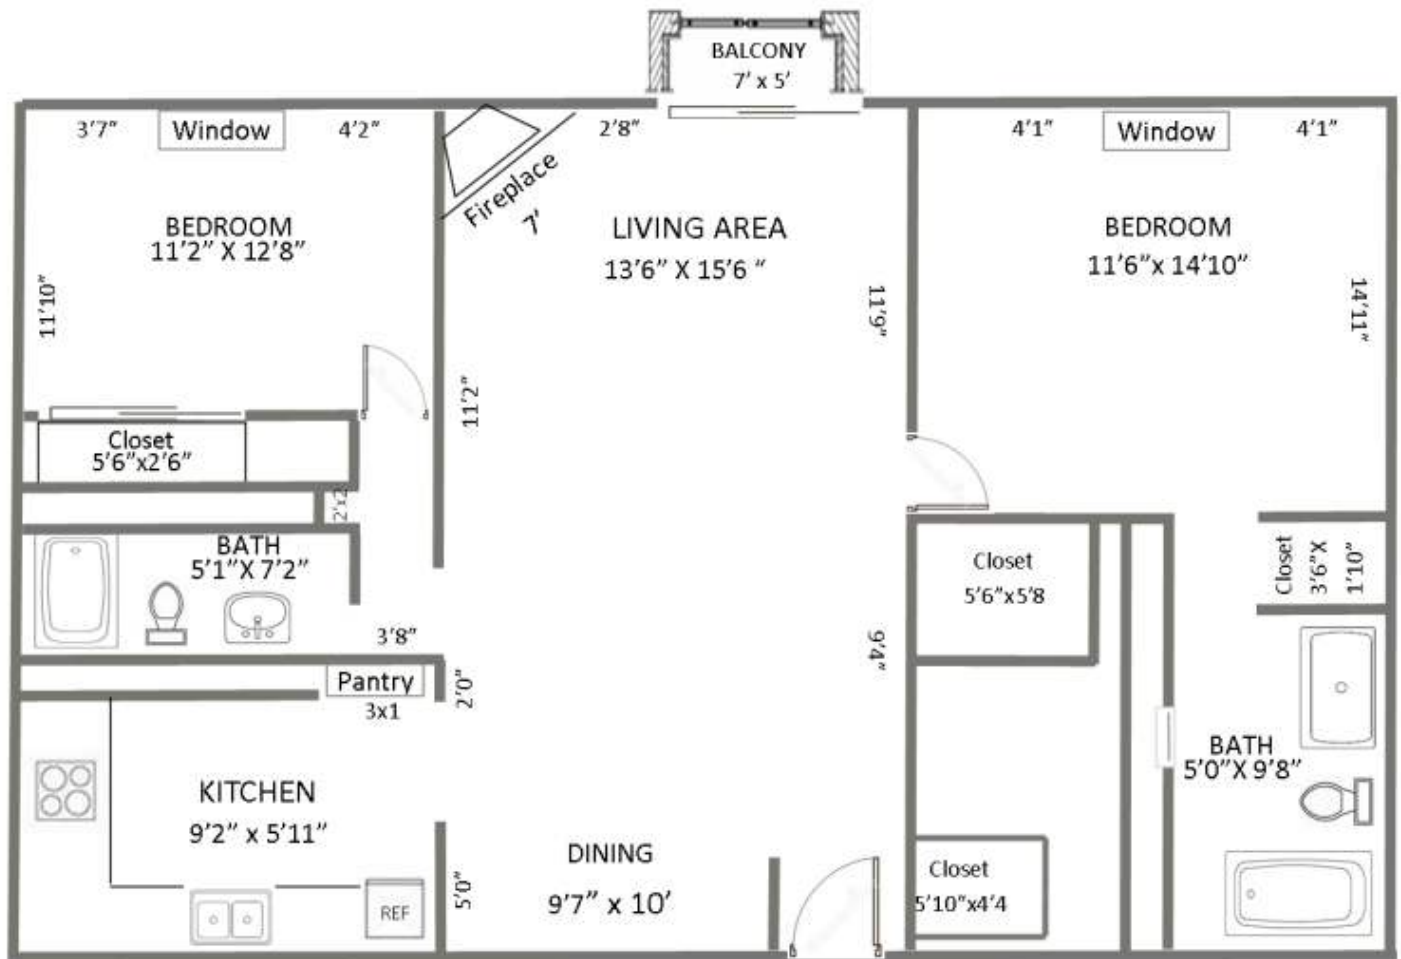 BALCONY
7' x 5'
3'7"
Window
4'2"
Fireplace
7'
2'8"
4'1"
Window
4'1"
BEDROOM
11'2" X 12'8"
LIVING AREA
13'6" X 15'6 "
BEDROOM
11'6"x 14'10"
11'10"
11'9"
14'11"
11'2"
Closet
5'6"x2'6"
2'x2'
BATH
5'1"X 7'2"
Closet
5'6"x5'8
Closet
3'6"X
1'10"
3'8"
9'4"
Pantry
3x1
2'0"
KITCHEN
9'2" x 5'11"
BATH
5'0"X 9'8"
DINING
9'7" x 10'
5'0"
REF
Closet
5'10"x4'4